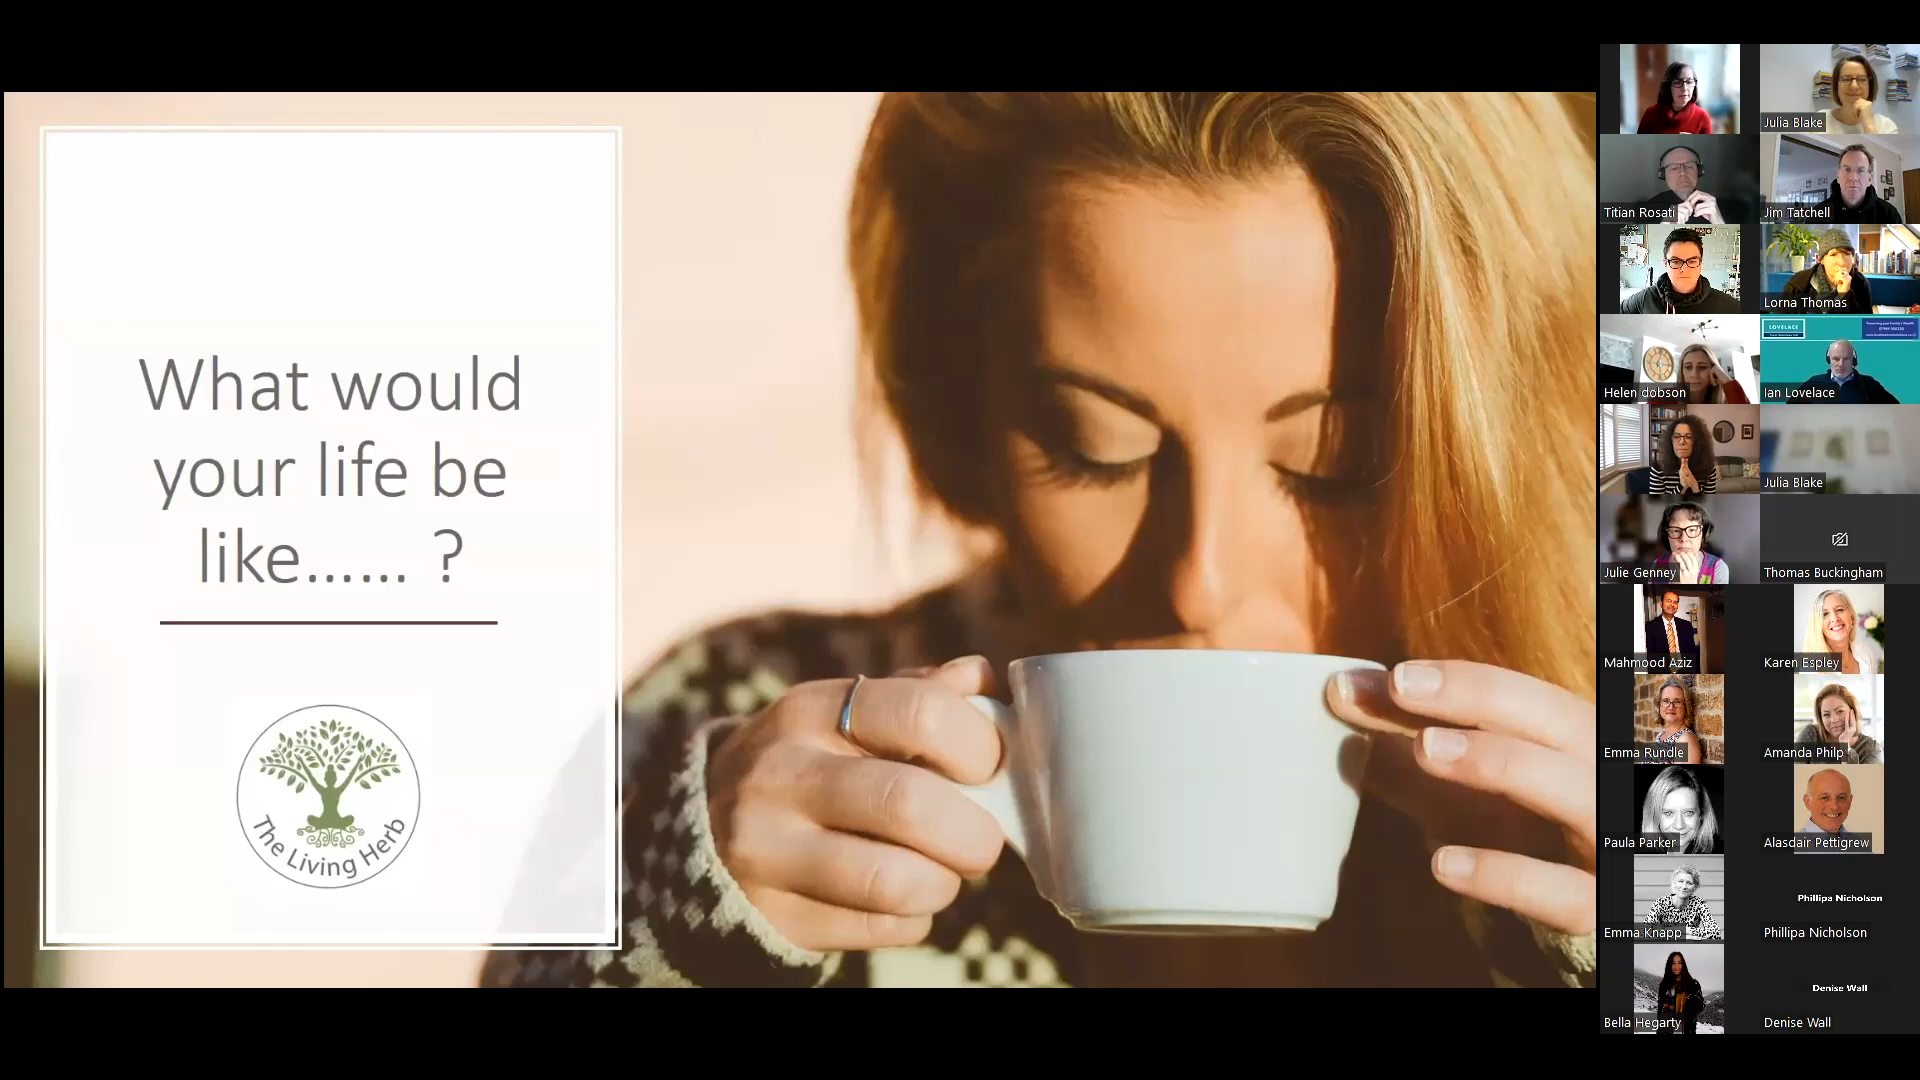 What would
your life be
like...... ?
The Living Herb
Julia Blake
Titian Rosati
Jim Tatchell
Lorna Thomas
Helen dobson
LOVELACE
Ian Lovelace
Julia Blake
Julie Genney
Thomas Buckingham
Mahmood Aziz
Karen Espley
Emma Rundle
Amanda Philp
Paula Parker
Alasdair Pettigrew
Emma Knapp
Phillipa Nicholson
Phillipa Nicholson
Bella Hegarty
Denise Wall
Denise Wall